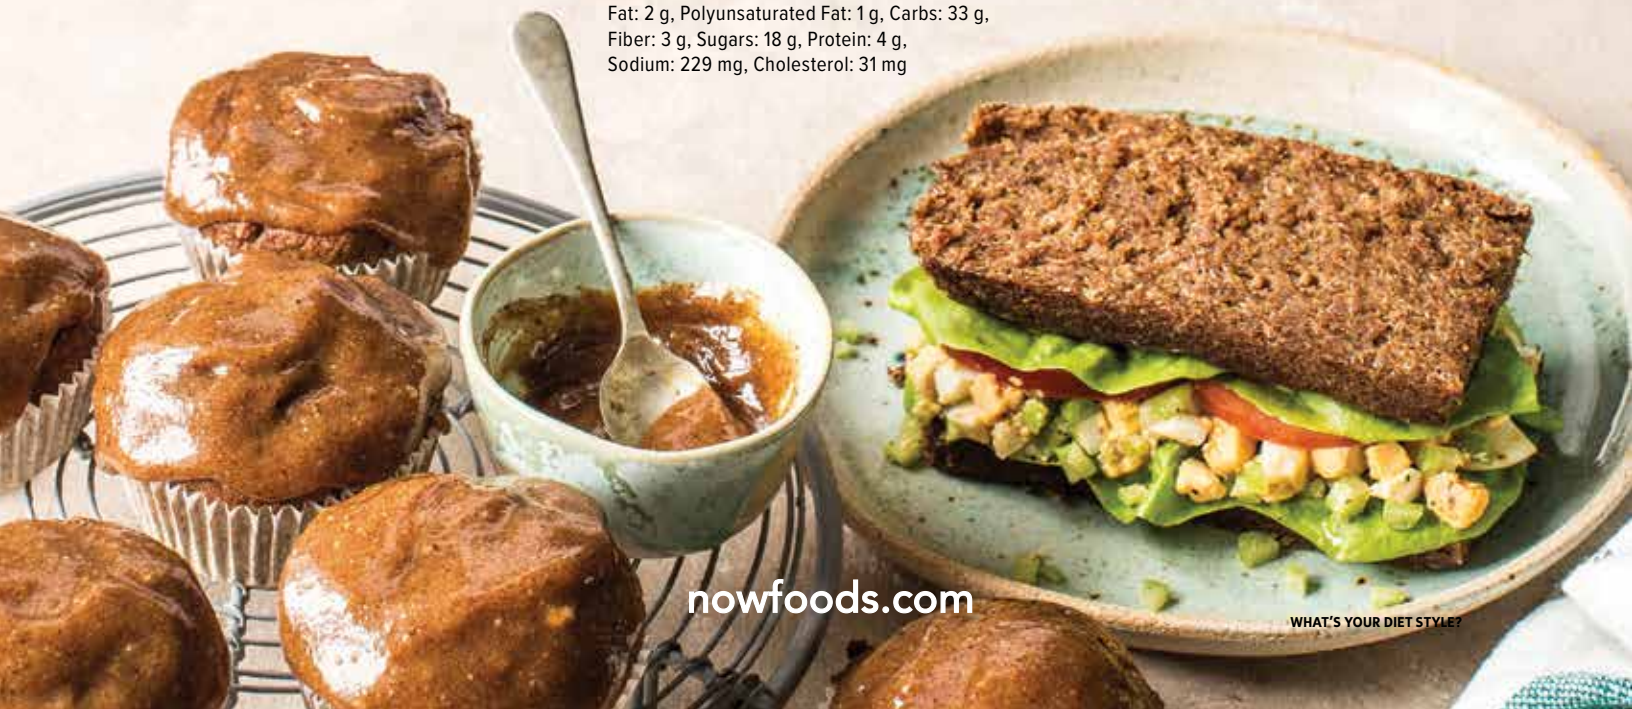 Fat: 2 g, Polyunsaturated Fat: 1 g, Carbs: 33 g,
Fiber: 3 g, Sugars: 18 g, Protein: 4 g,
Sodium: 229 mg, Cholesterol: 31 mg
nowfoods.com
WHAT'S YOUR DIET STYLE?